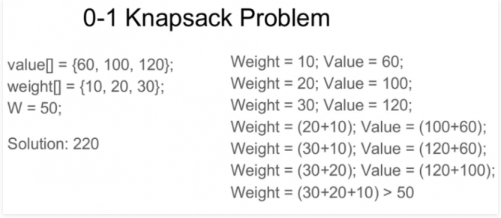 0-1 Knapsack Problem
value[] = {60, 100, 120};
weight[] = {10, 20, 30};
W = 50;
Solution: 220
Weight = 10; Value = 60;
Weight = 20; Value = 100;
Weight = 30; Value = 120;
Weight = (20+10); Value = (100+60);
Weight = (30+10); Value = (120+60);
Weight = (30+20); Value = (120+100);
Weight = (30+20+10) > 50